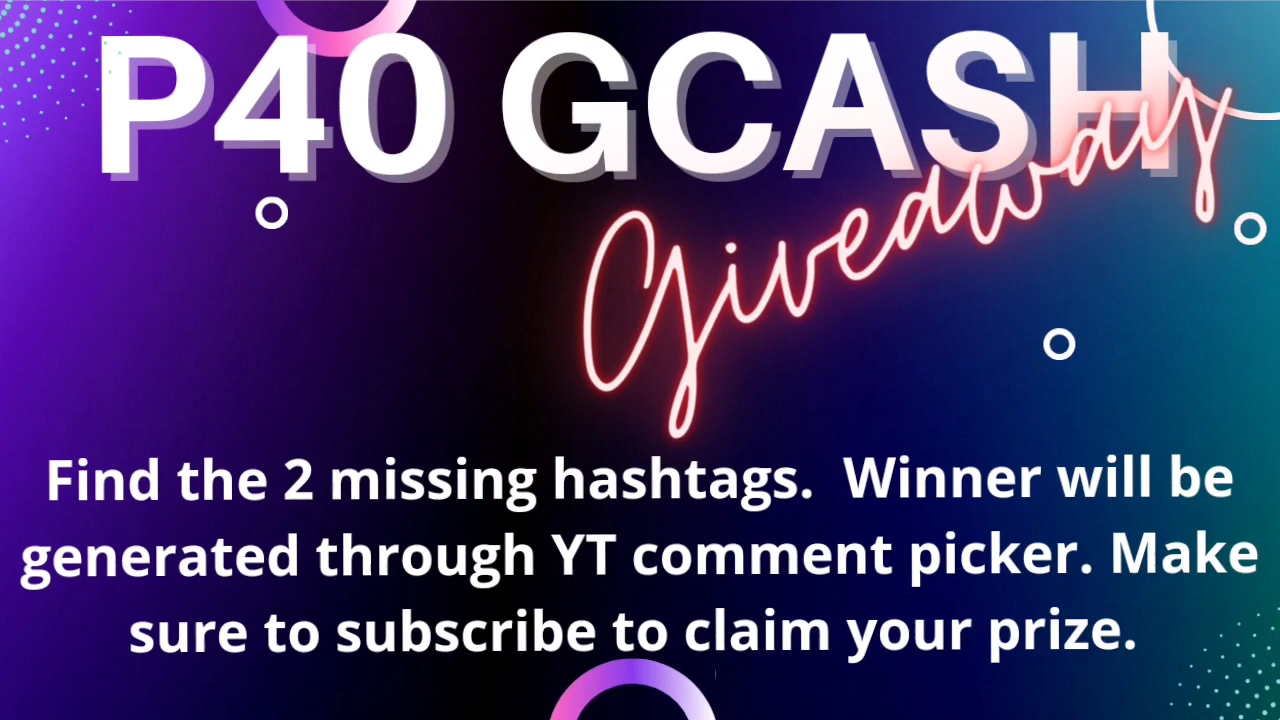 P40 GCASH
Giveaway
Find the 2 missing hashtags.  Winner will be
generated through YT comment picker. Make
sure to subscribe to claim your prize.